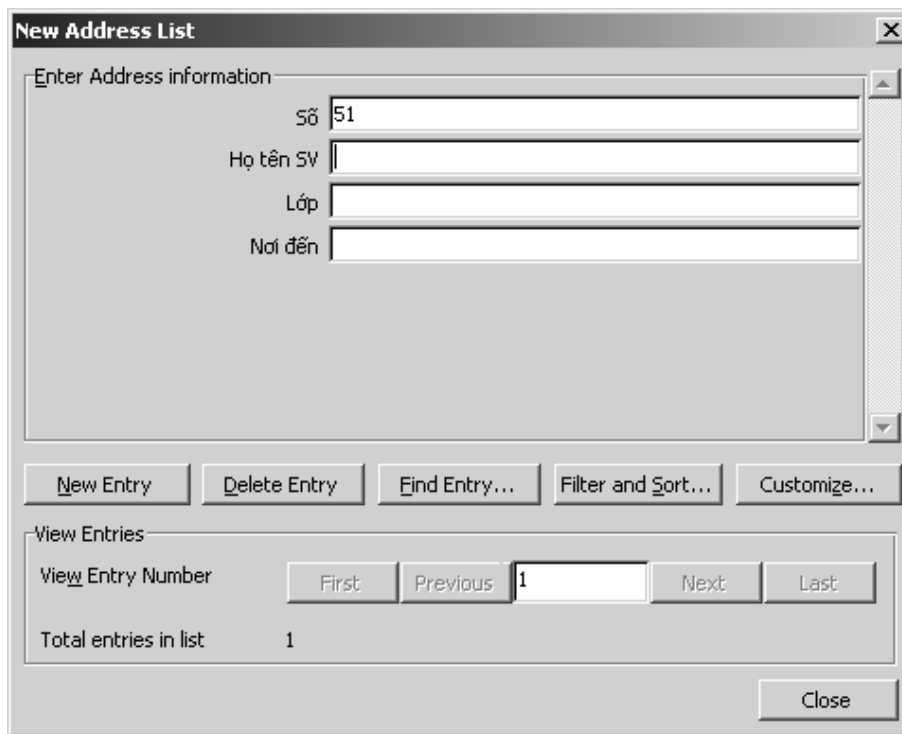 New Address List
Enter Address information
Số 51
Họ tên SV
Lớp
Nơi đến
New Entry Delete Entry Find Entry... Filter and Sort... Customize...
View Entries
View Entry Number First Previous 1 Next Last
Total entries in list 1
Close